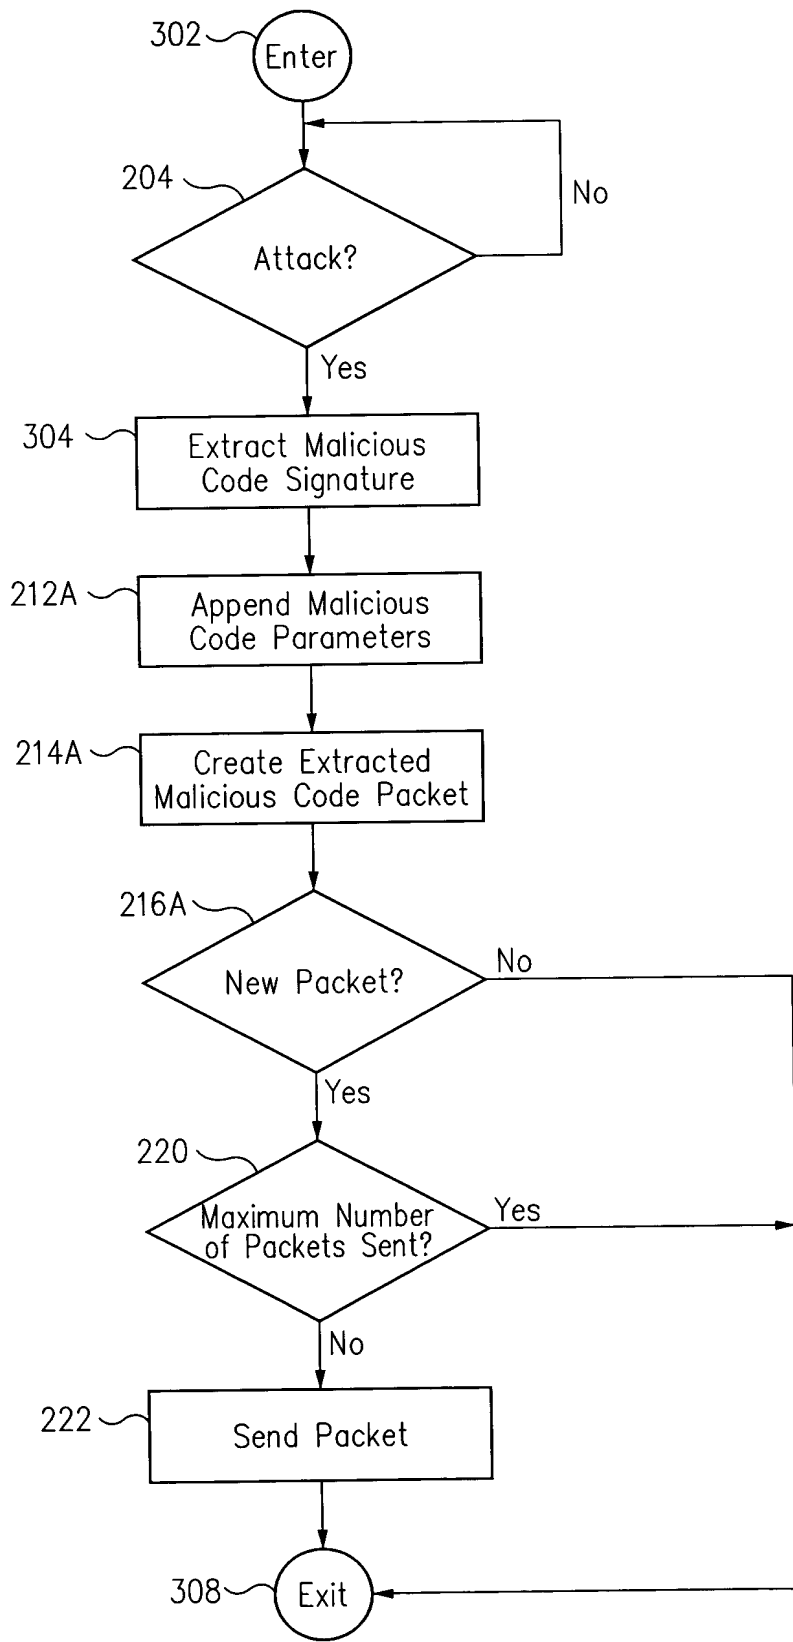 302
Enter
204
Attack?
No
Yes
304
Extract Malicious
Code Signature
212A
Append Malicious
Code Parameters
214A
Create Extracted
Malicious Code Packet
216A
New Packet?
No
Yes
220
Maximum Number
of Packets Sent?
Yes
No
222
Send Packet
308
Exit